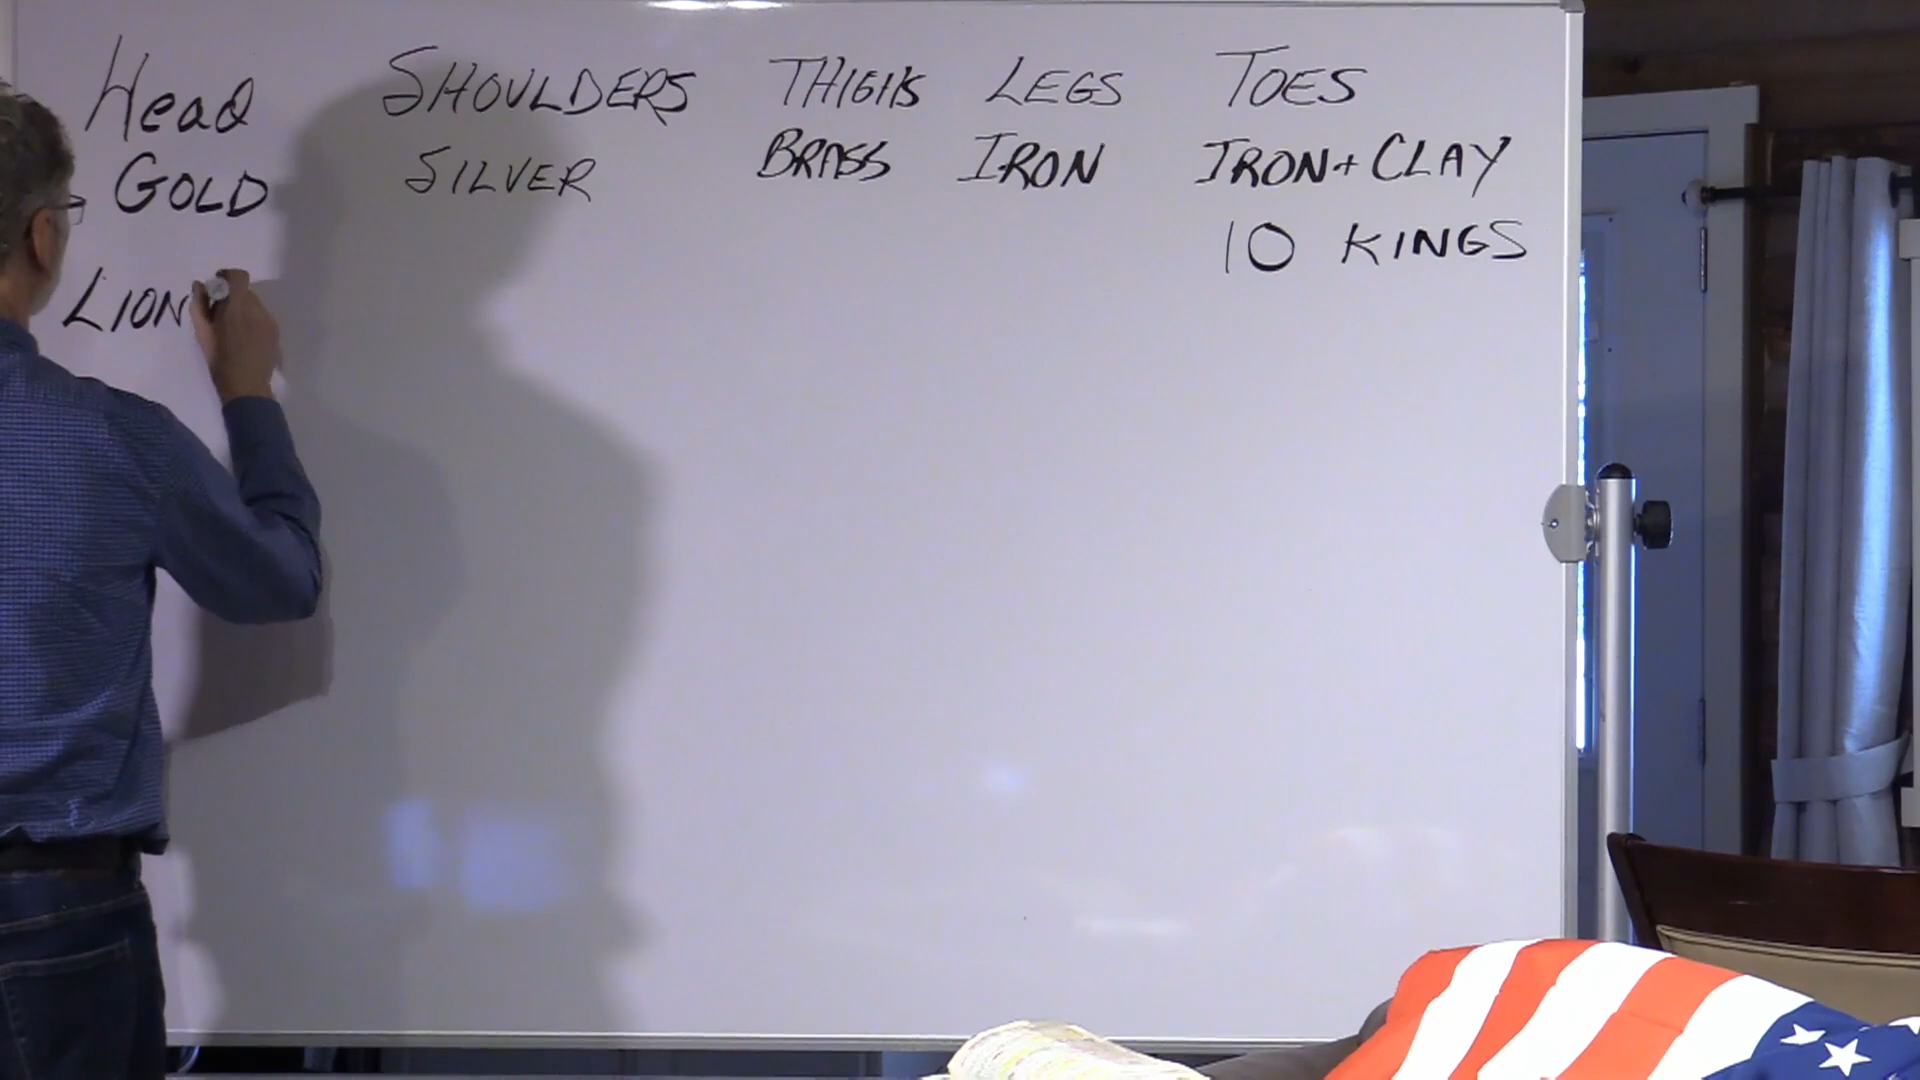 Head SHOULDERS THIGHS LEGS TOES
GOLD SILVER BRASS IRON IRON + CLAY
10 KINGS
LION